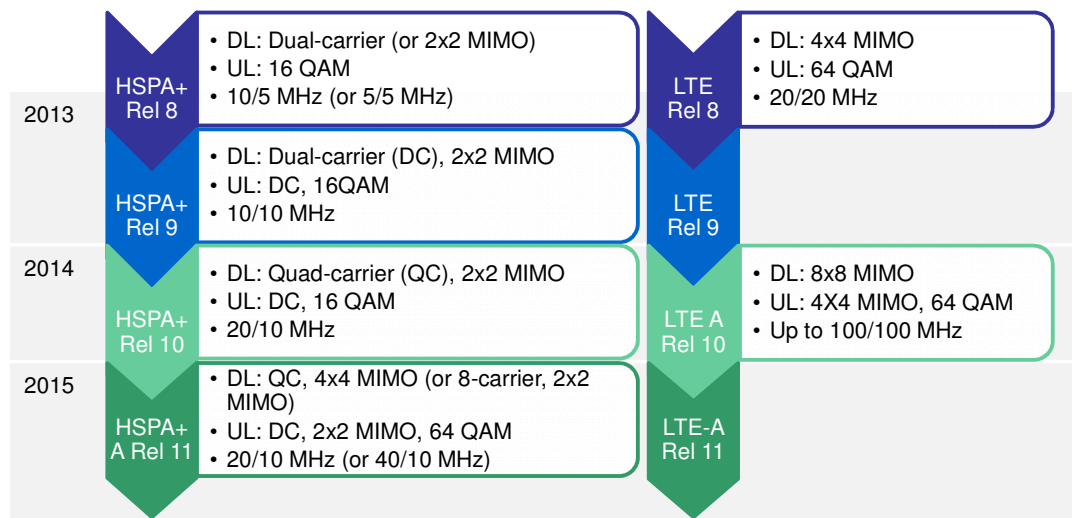 HSPA+
Rel 8
• DL: Dual-carrier (or 2x2 MIMO)
• UL: 16 QAM
• 10/5 MHz (or 5/5 MHz)
LTE
Rel 8
• DL: 4x4 MIMO
• UL: 64 QAM
• 20/20 MHz
2013
HSPA+
Rel 9
• DL: Dual-carrier (DC), 2x2 MIMO
• UL: DC, 16QAM
• 10/10 MHz
LTE
Rel 9
2014
HSPA+
Rel 10
• DL: Quad-carrier (QC), 2x2 MIMO
• UL: DC, 16 QAM
• 20/10 MHz
LTE A
Rel 10
• DL: 8x8 MIMO
• UL: 4X4 MIMO, 64 QAM
• Up to 100/100 MHz
2015
HSPA+
A Rel 11
• DL: QC, 4x4 MIMO (or 8-carrier, 2x2
MIMO)
• UL: DC, 2x2 MIMO, 64 QAM
• 20/10 MHz (or 40/10 MHz)
LTE-A
Rel 11